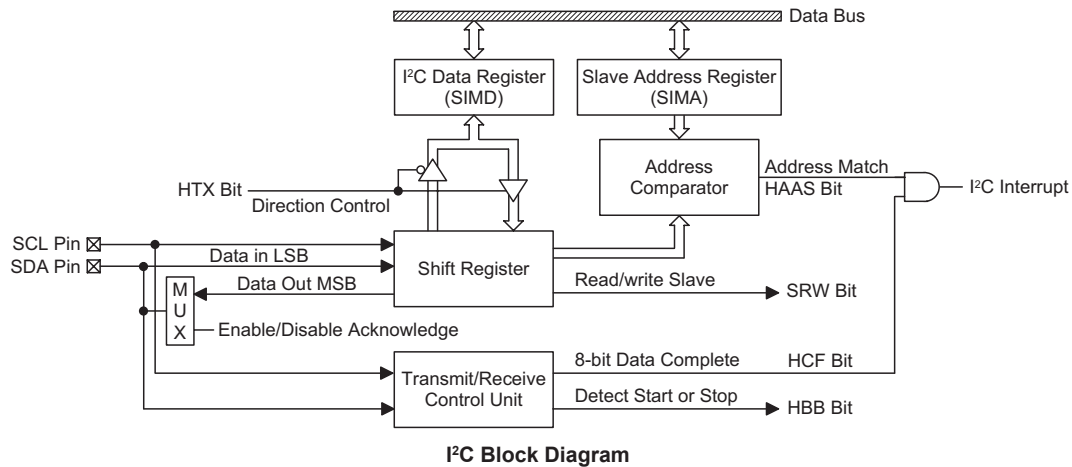 Data Bus
I²C Data Register
(SIMD)
Slave Address Register
(SIMA)
Address
Comparator
Address Match
HAAS Bit
I²C Interrupt
HTX Bit
Direction Control
SCL Pin
SDA Pin
Data in LSB
Shift Register
Data Out MSB
Read/write Slave
SRW Bit
M
U
X
Enable/Disable Acknowledge
Transmit/Receive
Control Unit
8-bit Data Complete
HCF Bit
Detect Start or Stop
HBB Bit
I²C Block Diagram